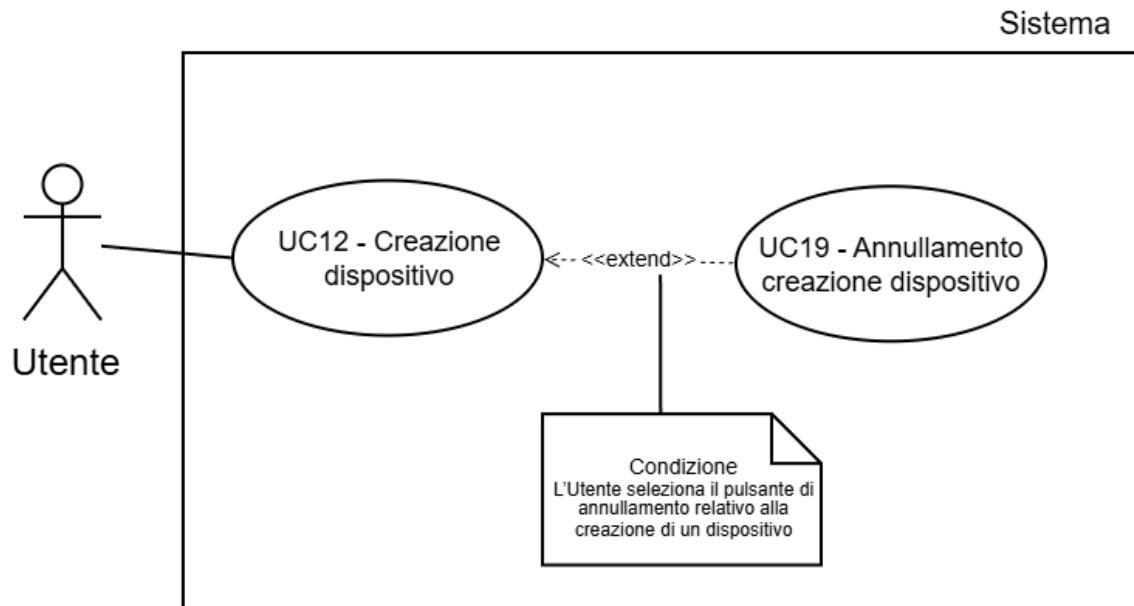 Sistema
UC12 - Creazione
dispositivo
<<extend>>
UC19 - Annullamento
creazione dispositivo
Utente
Condizione
L'Utente seleziona il pulsante di
annullamento relativo alla
creazione di un dispositivo